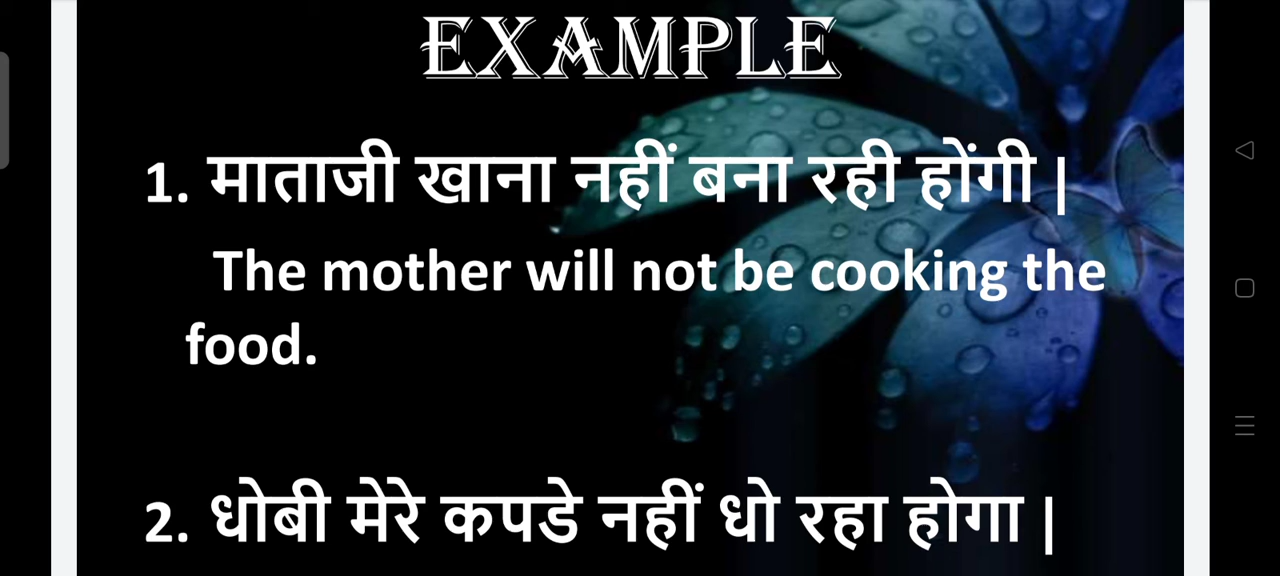 EXAMPLE
1. माताजी खाना नहीं बना रही होंगी |
The mother will not be cooking the
food.
2. धोबी मेरे कपडे नहीं धो रहा होगा |